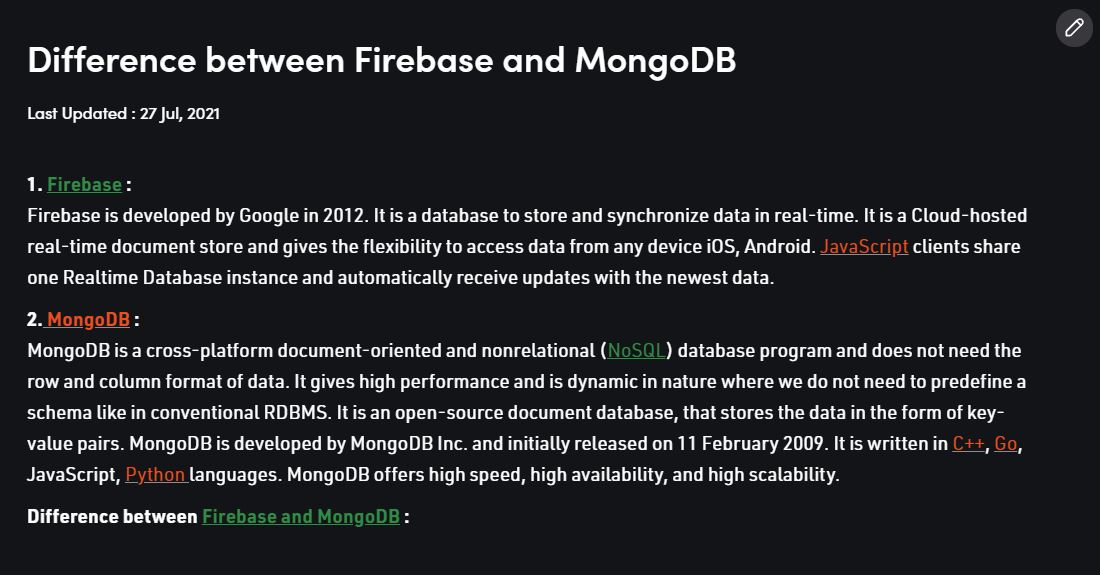 Difference between Firebase and MongoDB
Last Updated : 27 Jul, 2021
1. Firebase :
Firebase is developed by Google in 2012. It is a database to store and synchronize data in real-time. It is a Cloud-hosted
real-time document store and gives the flexibility to access data from any device iOS, Android. JavaScript clients share
one Realtime Database instance and automatically receive updates with the newest data.
2. MongoDB :
MongoDB is a cross-platform document-oriented and nonrelational (NoSQL) database program and does not need the
row and column format of data. It gives high performance and is dynamic in nature where we do not need to predefine a
schema like in conventional RDBMS. It is an open-source document database, that stores the data in the form of key-
value pairs. MongoDB is developed by MongoDB Inc. and initially released on 11 February 2009. It is written in C++, Go,
JavaScript, Python languages. MongoDB offers high speed, high availability, and high scalability.
Difference between Firebase and MongoDB :